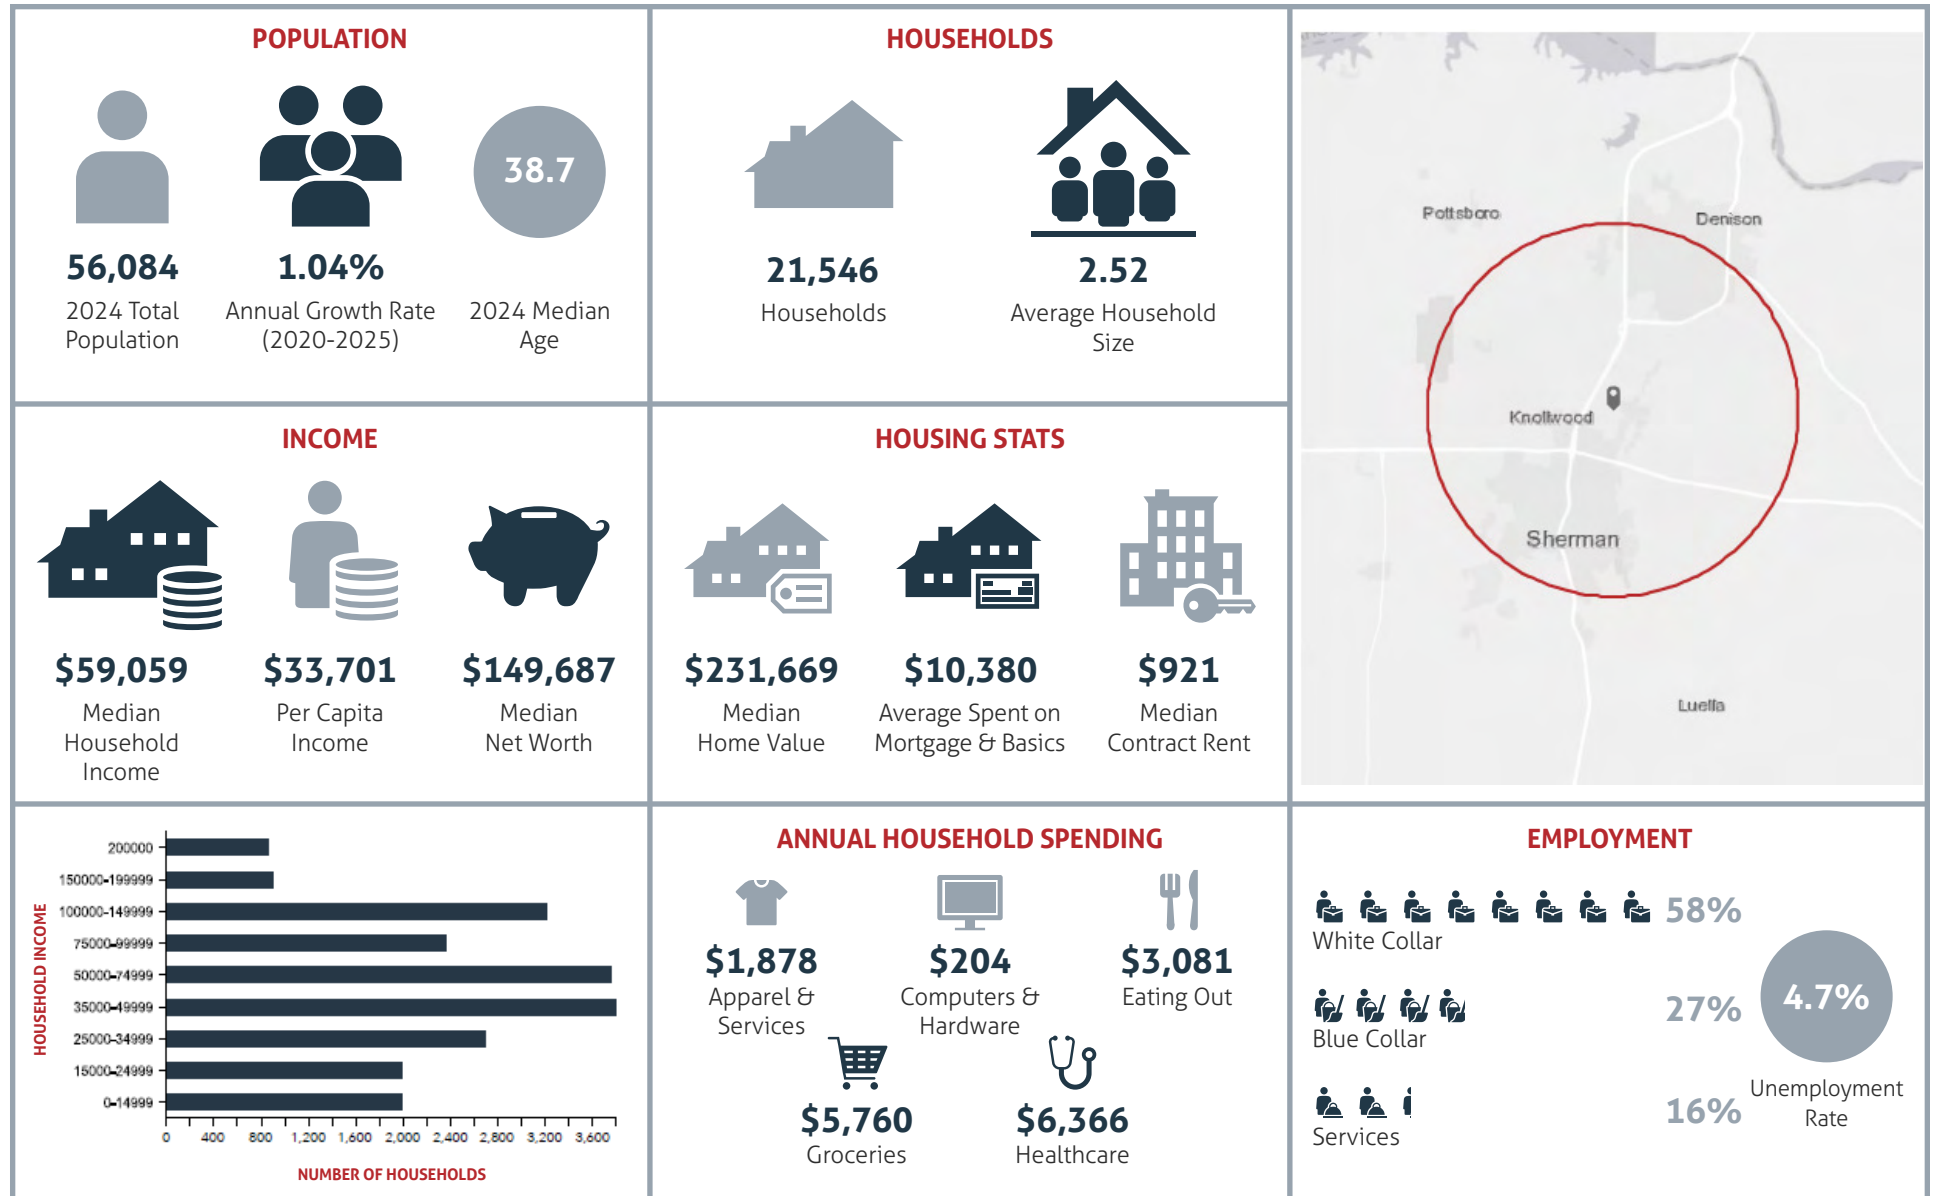 POPULATION
38.7
56,084
2024 Total
Population
1.04%
Annual Growth Rate
(2020-2025)
2024 Median
Age
HOUSEHOLDS
21,546
Households
2.52
Average Household
Size
Pottsboro
Denison
Knollwood
Sherman
Luella
INCOME
$59,059
Median
Household
Income
$33,701
Per Capita
Income
$149,687
Median
Net Worth
HOUSING STATS
$231,669
Median
Home Value
$10,380
Average Spent on
Mortgage & Basics
$921
Median
Contract Rent
HOUSEHOLD INCOME
200000
150000-199999
100000-149999
75000-99999
50000-74999
35000-49999
25000-34999
15000-24999
0-14999
0 400 800 1,200 1,600 2,000 2,400 2,800 3,200 3,600
NUMBER OF HOUSEHOLDS
ANNUAL HOUSEHOLD SPENDING
$1,878
Apparel &
Services
$204
Computers &
Hardware
$3,081
Eating Out
$5,760
Groceries
$6,366
Healthcare
EMPLOYMENT
58%
White Collar
27%
Blue Collar
16%
Services
4.7%
Unemployment
Rate